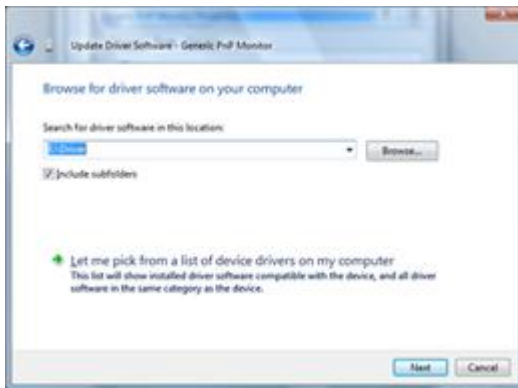 Update Driver Software - Generic PnP Monitor
Browse for driver software on your computer
Search for driver software in this location:
Browse...
Include subfolders
Let me pick from a list of device drivers on my computer
This list will show installed driver software compatible with the device, and all driver
software in the same category as the device.
Next
Cancel